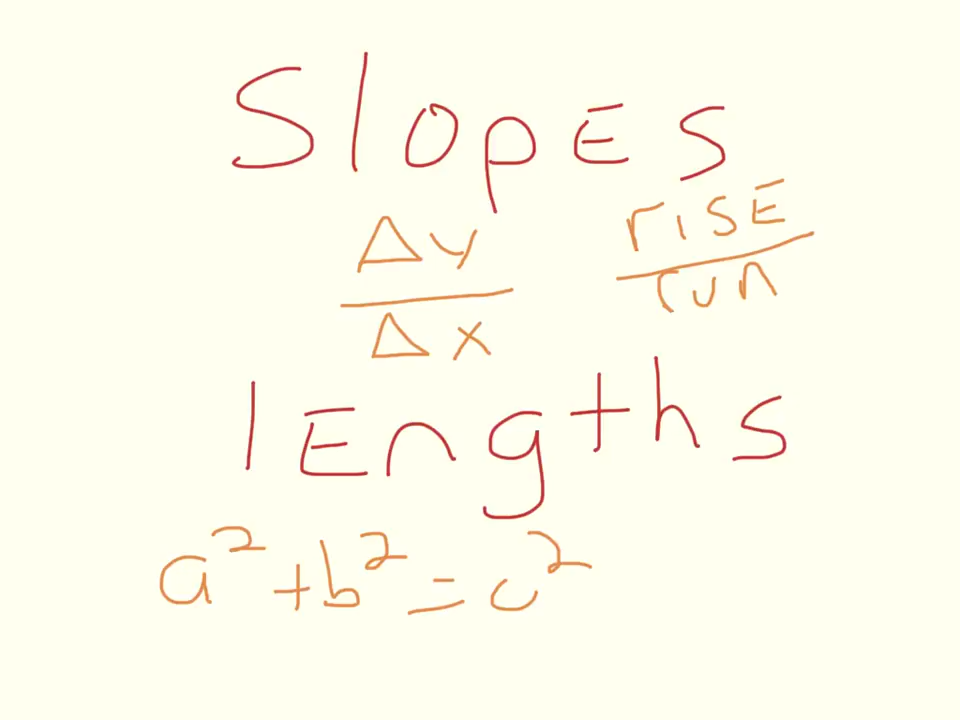 Slopes
Δy rise
Δx run
lengths
a²+b²=c²